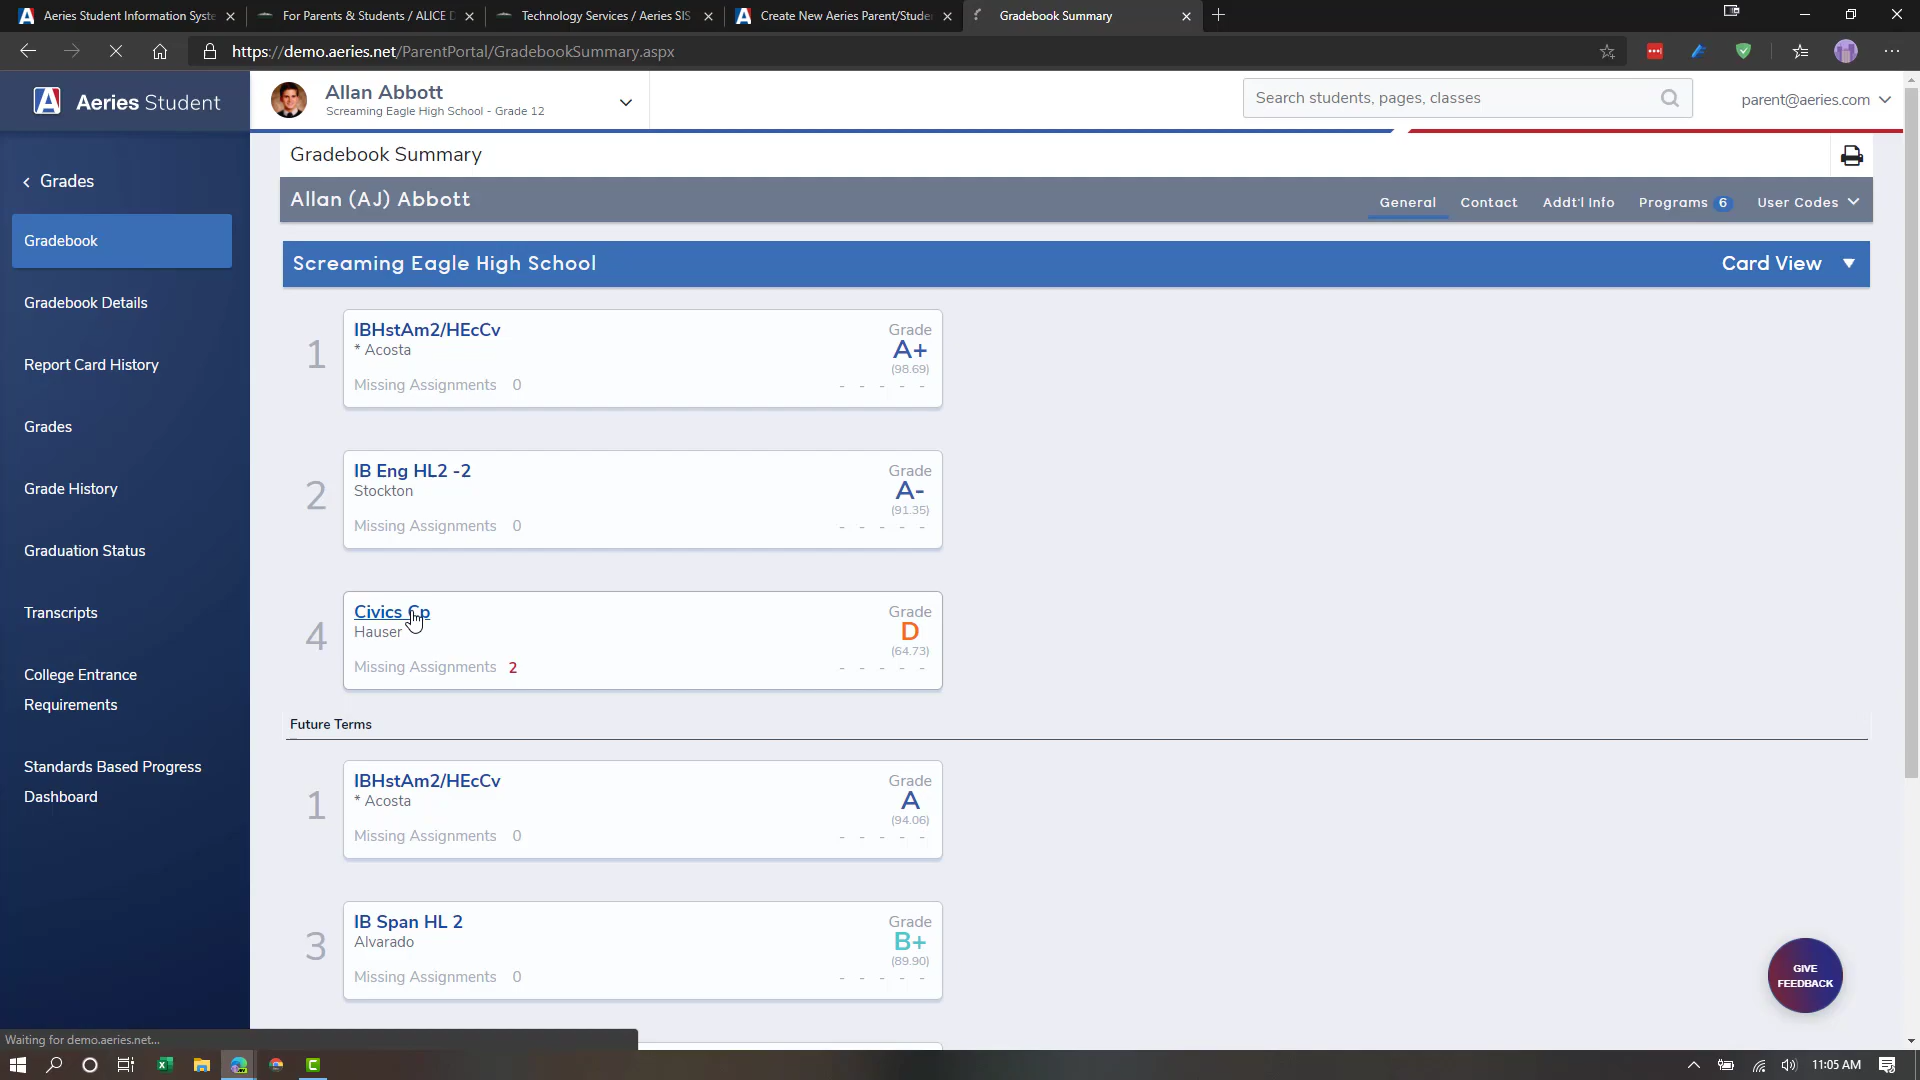 Aeries Student Information Syste
For Parents & Students / ALICE D
Technology Services / Aeries SIS
Create New Aeries Parent/Stude
Gradebook Summary
https://demo.aeries.net/ParentPortal/GradebookSummary.aspx
Aeries Student
Allan Abbott
Screaming Eagle High School - Grade 12
Search students, pages, classes
parent@aeries.com
Grades
Gradebook
Gradebook Details
Report Card History
Grades
Grade History
Graduation Status
Transcripts
College Entrance
Requirements
Standards Based Progress
Dashboard
Gradebook Summary
Allan (AJ) Abbott
General Contact Addt'l Info Programs 6 User Codes
Screaming Eagle High School
Card View
1
IBHstAm2/HEcCv
* Acosta
Missing Assignments 0
Grade
A+
(98.69)
- - - - -
2
IB Eng HL2 -2
Stockton
Missing Assignments 0
Grade
A-
(91.35)
- - - - -
4
Civics Cp
Hauser
Missing Assignments 2
Grade
D
(64.73)
- - - - -
Future Terms
1
IBHstAm2/HEcCv
* Acosta
Missing Assignments 0
Grade
A
(94.06)
- - - - -
3
IB Span HL 2
Alvarado
Missing Assignments 0
Grade
B+
(89.90)
- - - - -
GIVE
FEEDBACK
Waiting for demo.aeries.net...
11:05 AM